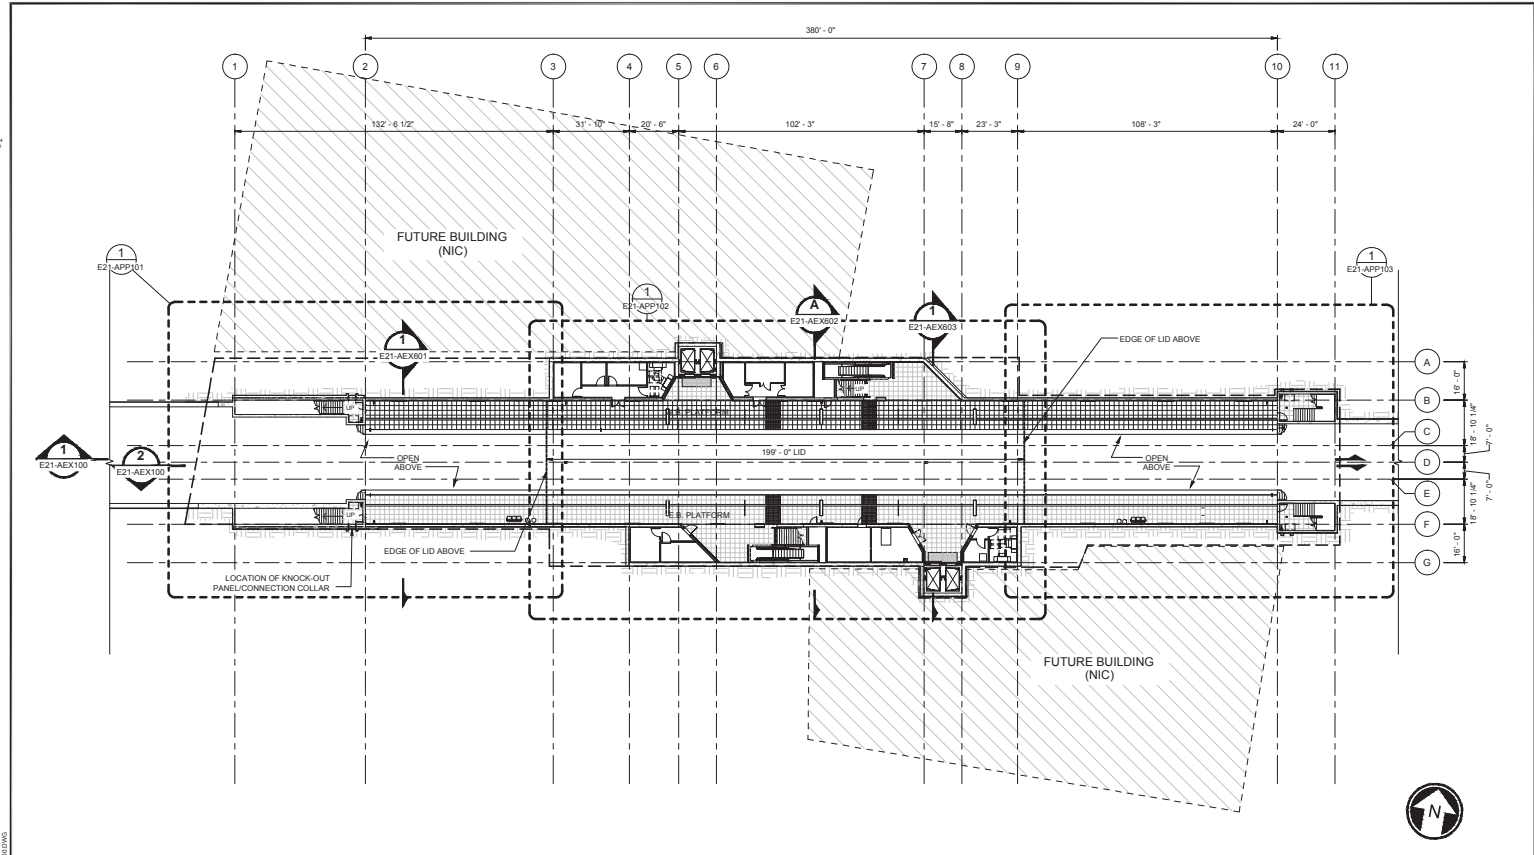 380' - 0"
1 2 3 4 5 6 7 8 9 10 11
132' - 6 1/2" 31' - 10" 20' - 6" 102' - 3" 15' - 8" 23' - 3" 108' - 3" 24' - 0"
FUTURE BUILDING
(NIC)
1
E21-APP101
1
E21-APP102
1
E21-APP103
A
E21-AEX602
1
E21-AEX603
1
E21-AEX601
EDGE OF LID ABOVE
A
16' - 0"
B
18' - 10 1/4"
C
7' - 0"
D
7' - 0"
E
18' - 10 1/4"
F
16' - 0"
G
UP
UP
PLATFORM
1
E21-AEX100
2
E21-AEX100
OPEN
ABOVE
199' - 0" LID
OPEN
ABOVE
UP
E.B. PLATFORM
EDGE OF LID ABOVE
LOCATION OF KNOCK-OUT
PANEL/CONNECTION COLLAR
FUTURE BUILDING
(NIC)
N